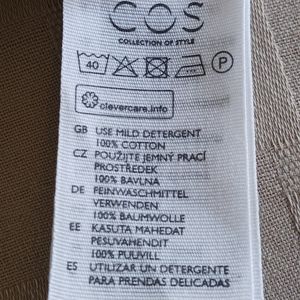 COS
COLLECTION OF STYLE
40
P
clevercare.info
GB USE MILD DETERGENT
100% COTTON
CZ POUŽIJTE JEMNÝ PRACÍ
PROSTŘEDEK
100% BAVLNA
DE FEINWASCHMITTEL
VERWENDEN
100% BAUMWOLLE
EE KASUTA MAHEDAT
PESUVAHENDIT
100% PUUVILL
ES UTILIZAR UN DETERGENTE
PARA PRENDAS DELICADAS